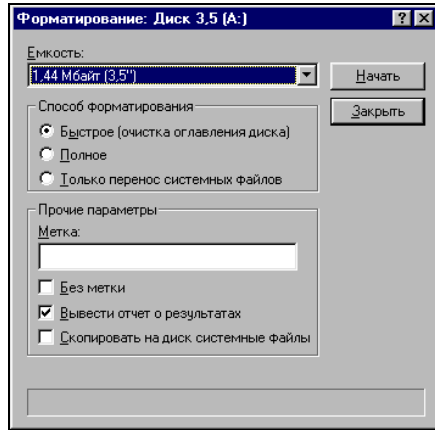 Форматирование: Диск 3,5 (А:)
Емкость:
1,44 Мбайт (3,5'')
Начать
Закрыть
Способ форматирования
Быстрое (очистка оглавления диска)
Полное
Только перенос системных файлов
Прочие параметры
Метка:
Без метки
Вывести отчет о результатах
Скопировать на диск системные файлы